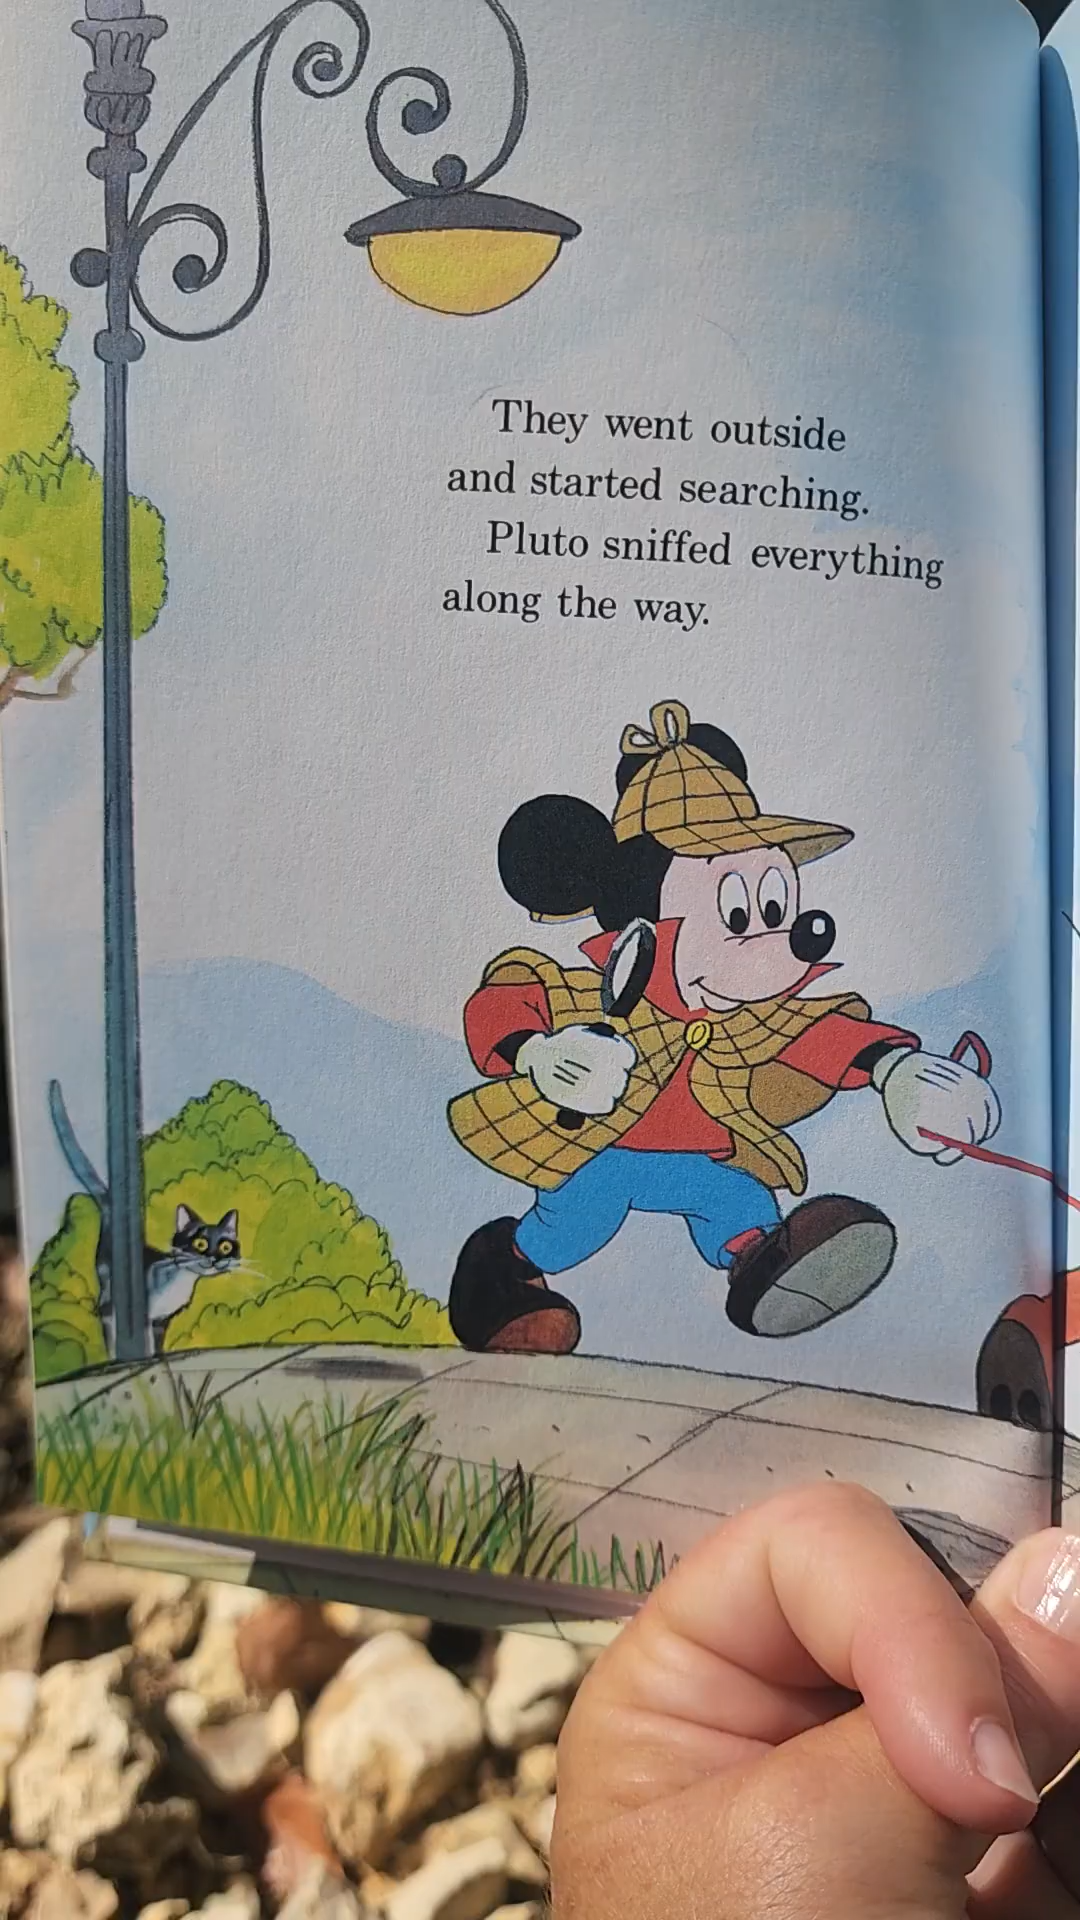 They went outside
and started searching.
Pluto sniffed everything
along the way.